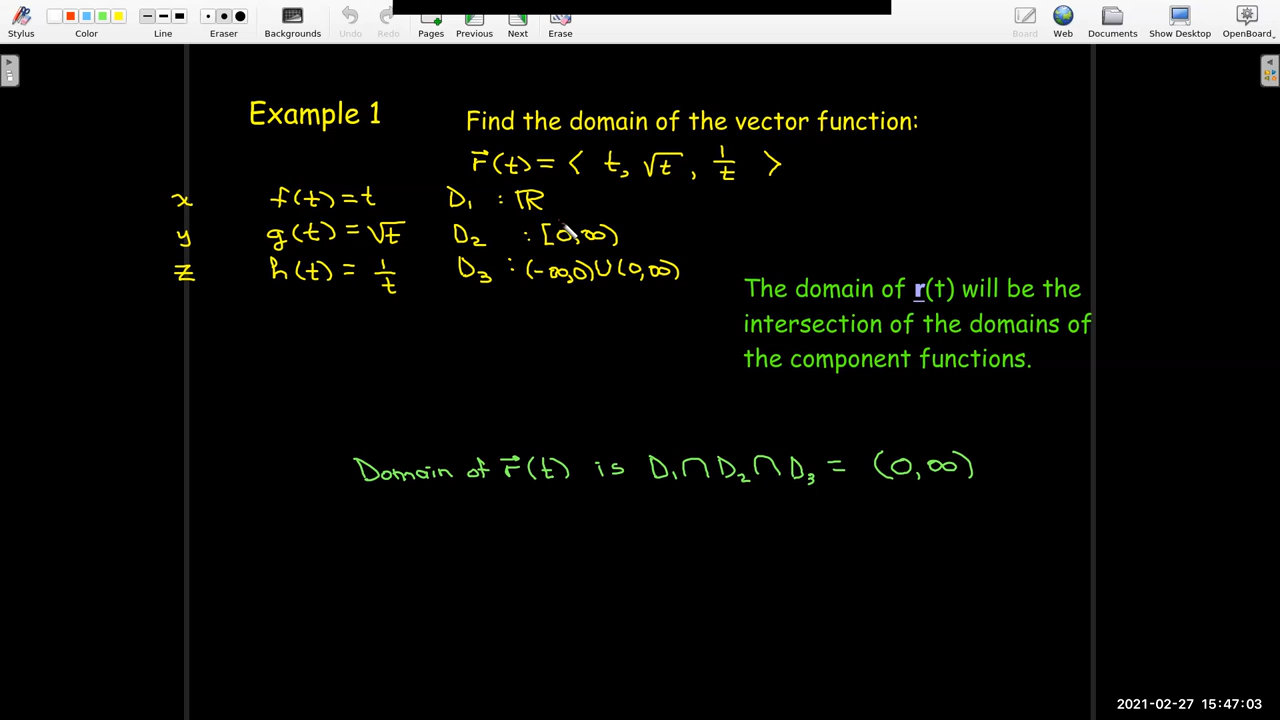 Stylus Color Line Eraser Backgrounds Undo Redo Pages Previous Next Erase Board Web Documents Show Desktop OpenBoard
Example 1
Find the domain of the vector function:
r⃗(t) = < t, √t, 1/t >
x f(t) = t D₁ : ℝ
y g(t) = √t D₂ : [0,∞)
z h(t) = 1/t D₃ : (-∞,0)∪(0,∞)
The domain of r(t) will be the
intersection of the domains of
the component functions.
Domain of r⃗(t) is D₁∩D₂∩D₃ = (0,∞)
2021-02-27 15:47:03